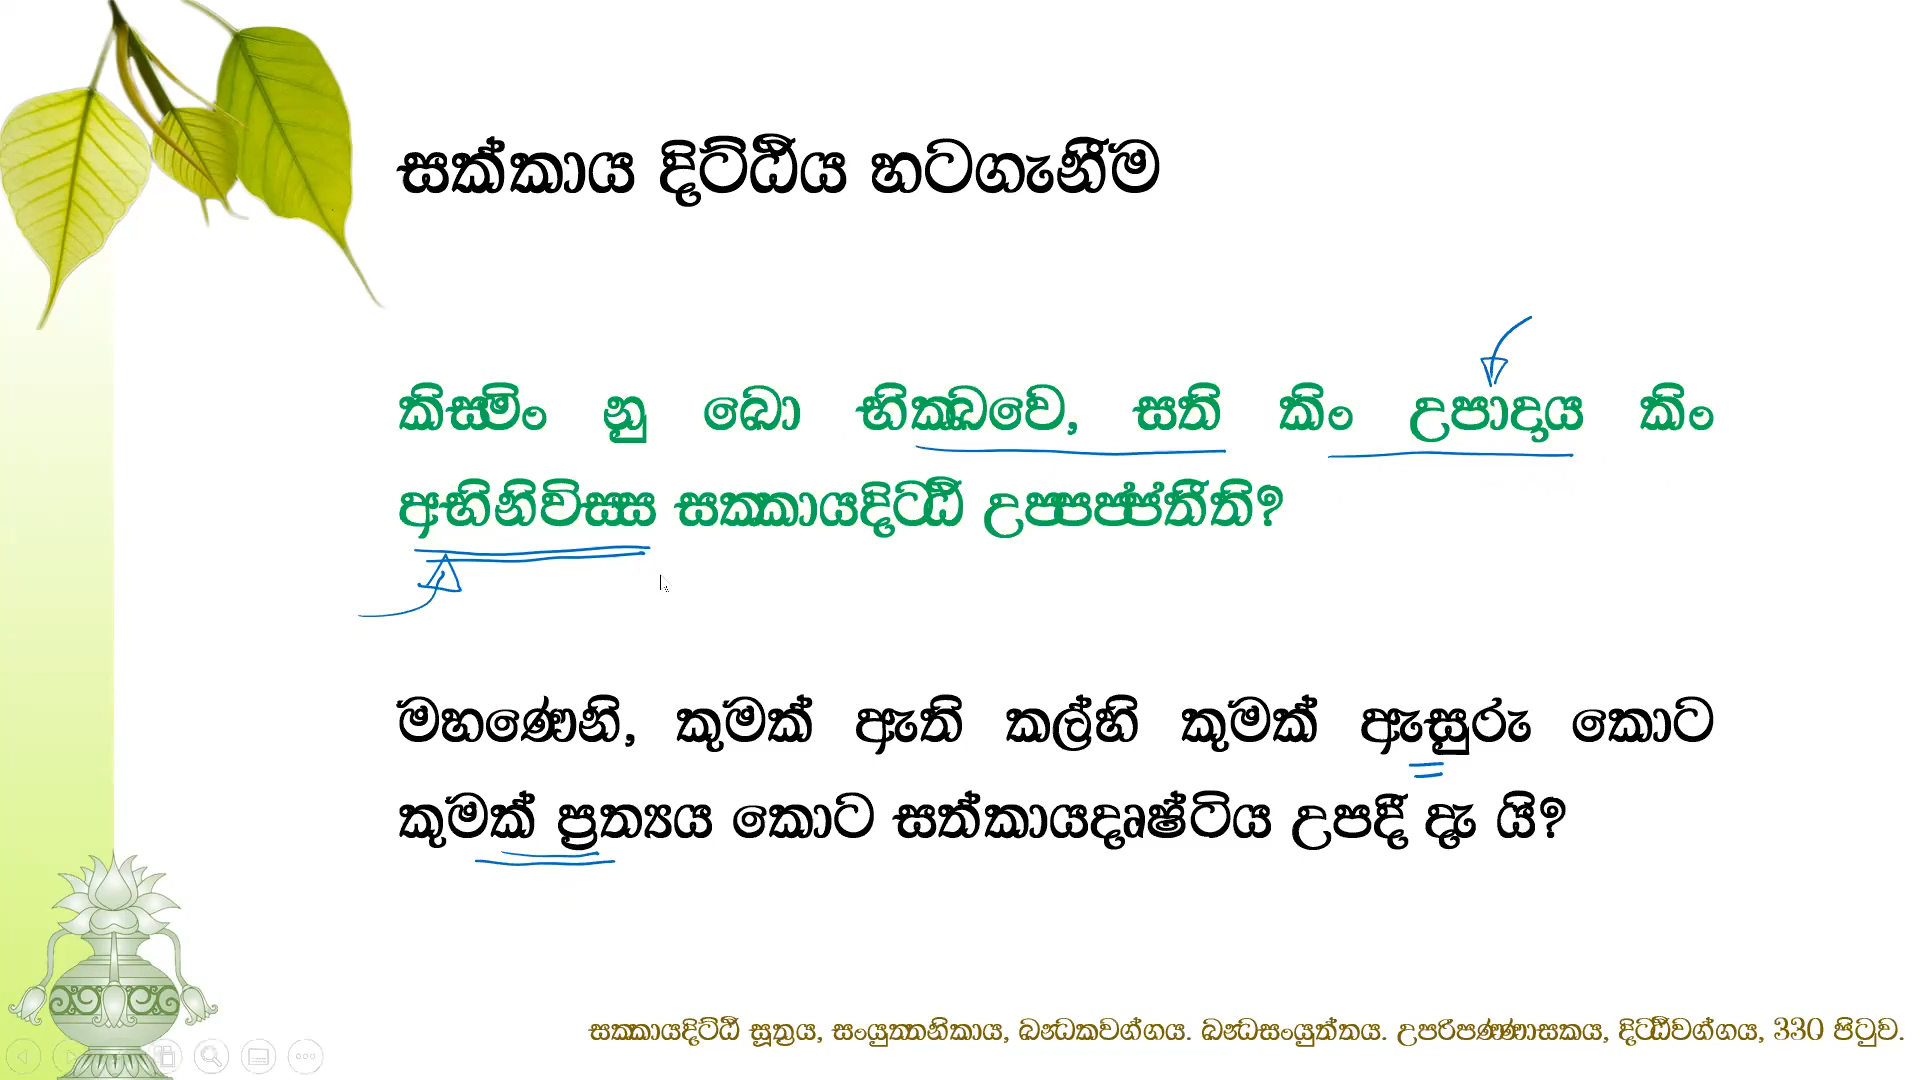 සක්කාය දිට්ඨිය හටගැනීම
කිස්මිං නු ඛො භික්ඛවෙ, සති කිං උපාදාය කිං
අභිනිවිස්ස සක්කායදිට්ඨි උප්පජ්ජතීති?
මහණෙනි, කුමක් ඇති කල්හි කුමක් ඇසුරු කොට
කුමක් ප්‍රත්‍යය කොට සත්කායදෘෂ්ටිය උපදී දැ යි?
සක්කායදිට්ඨි සූත්‍රය, සංයුත්තනිකාය, ඛන්ධකවග්ගය. ඛන්ධසංයුත්තය. උපරිපණ්ණාසකය, දිට්ඨිවග්ගය, 330 පිටුව.